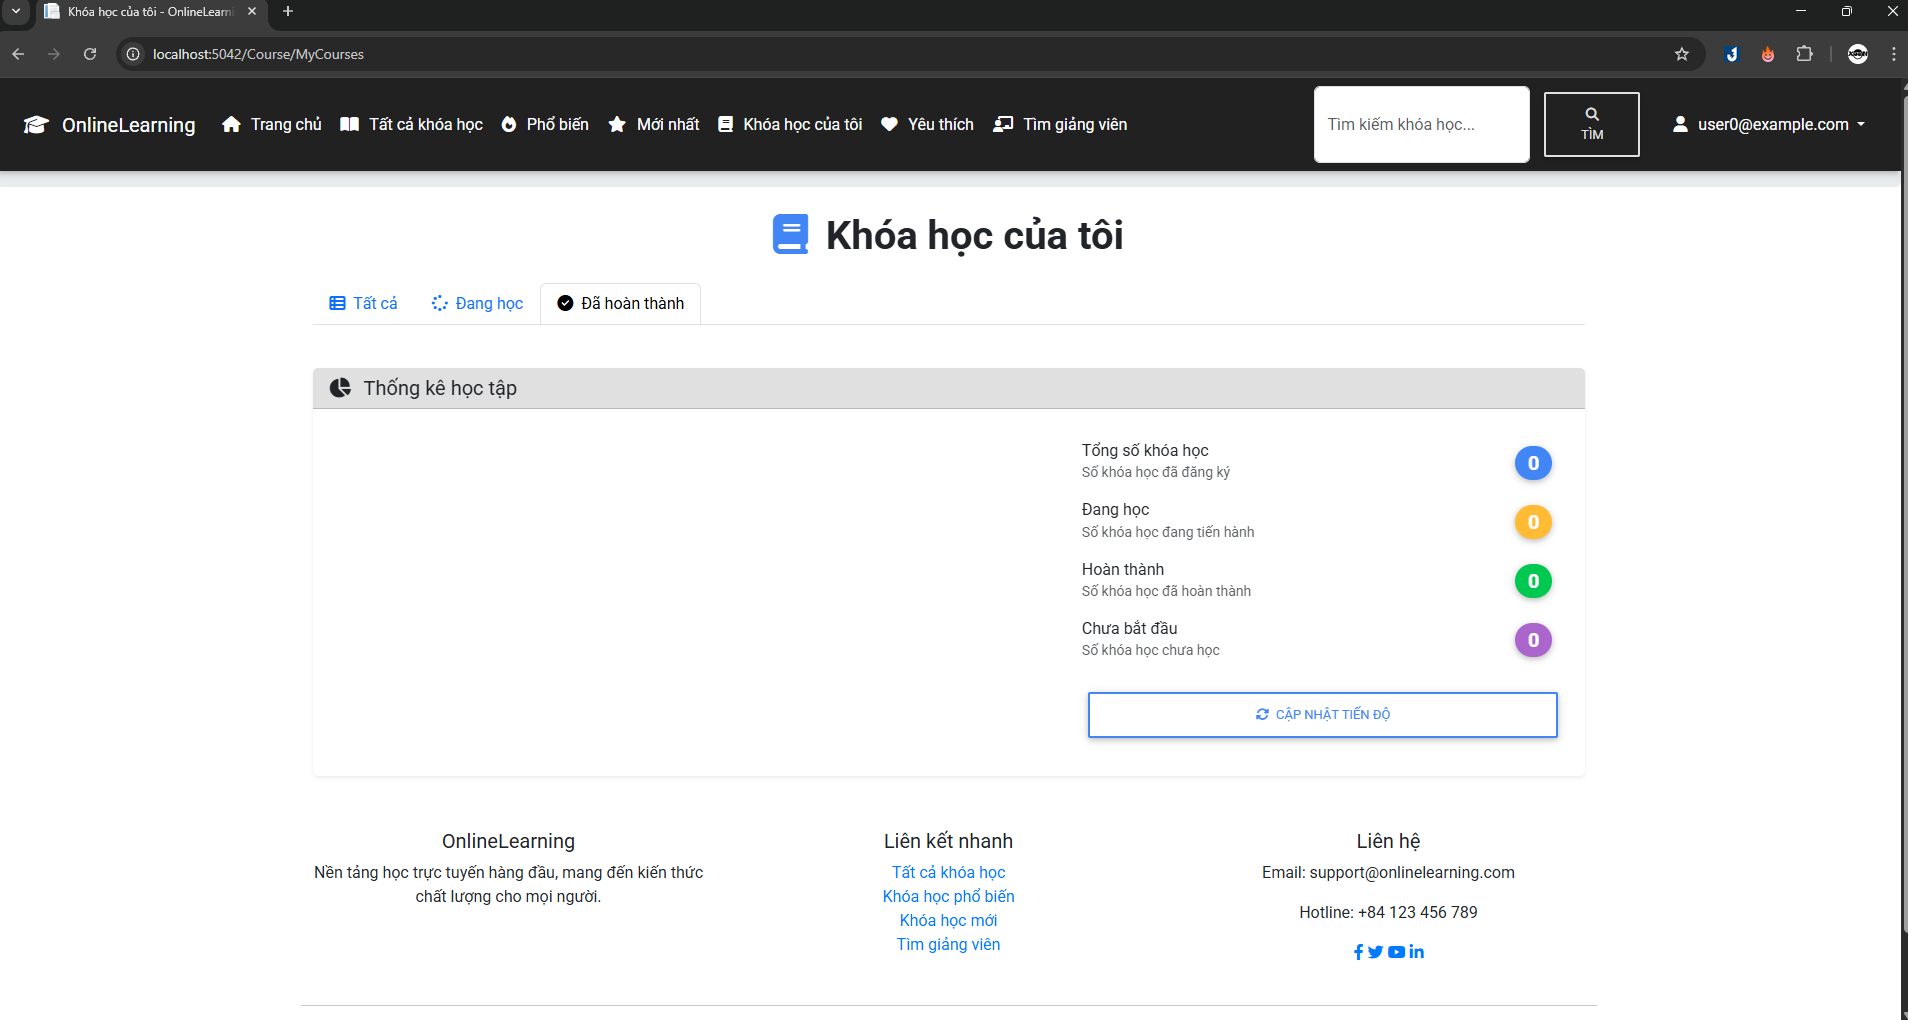 Khóa học của tôi - OnlineLearni
localhost:5042/Course/MyCourses
OnlineLearning
Trang chủ
Tất cả khóa học
Phổ biến
Mới nhất
Khóa học của tôi
Yêu thích
Tìm giảng viên
Tìm kiếm khóa học...
TÌM
user0@example.com
Khóa học của tôi
Tất cả
Đang học
Đã hoàn thành
Thống kê học tập
Tổng số khóa học
0
Số khóa học đã đăng ký
Đang học
0
Số khóa học đang tiến hành
Hoàn thành
0
Số khóa học đã hoàn thành
Chưa bắt đầu
0
Số khóa học chưa học
CẬP NHẬT TIẾN ĐỘ
OnlineLearning
Nền tảng học trực tuyến hàng đầu, mang đến kiến thức
chất lượng cho mọi người.
Liên kết nhanh
Tất cả khóa học
Khóa học phổ biến
Khóa học mới
Tìm giảng viên
Liên hệ
Email: support@onlinelearning.com
Hotline: +84 123 456 789